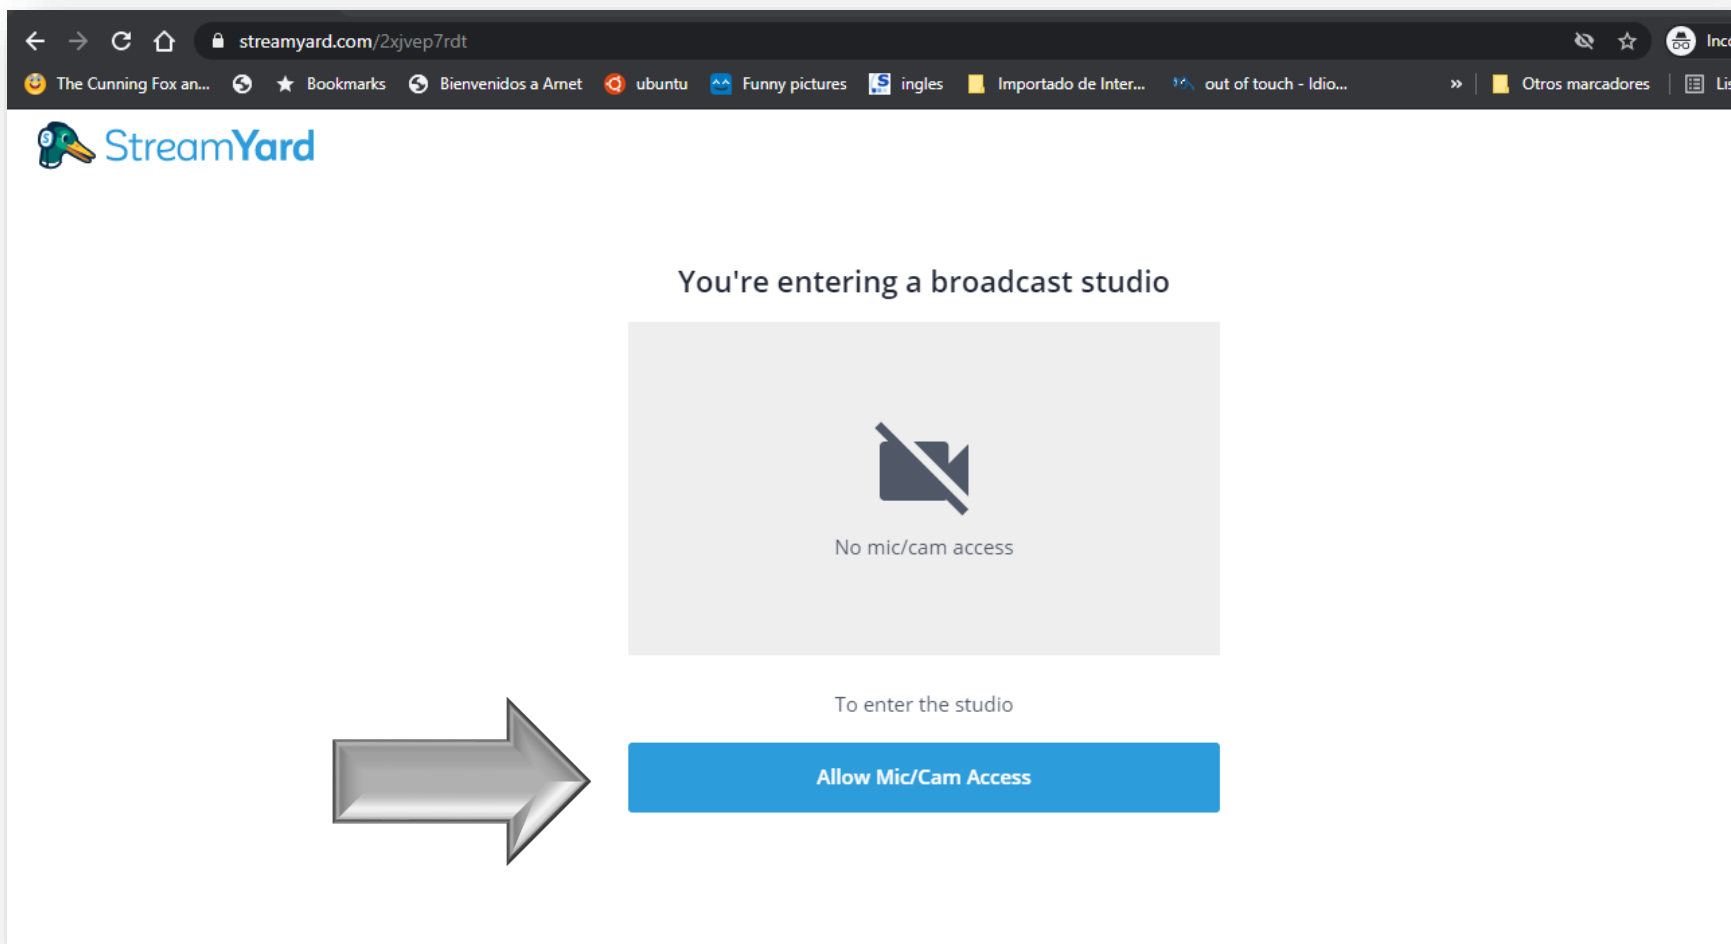 streamyard.com/2xjvep7rdt
The Cunning Fox an... Bookmarks Bienvenidos a Amet ubuntu Funny pictures ingles Importado de Inter... out of touch - Idio... » Otros marcadores
StreamYard
You're entering a broadcast studio
No mic/cam access
To enter the studio
Allow Mic/Cam Access